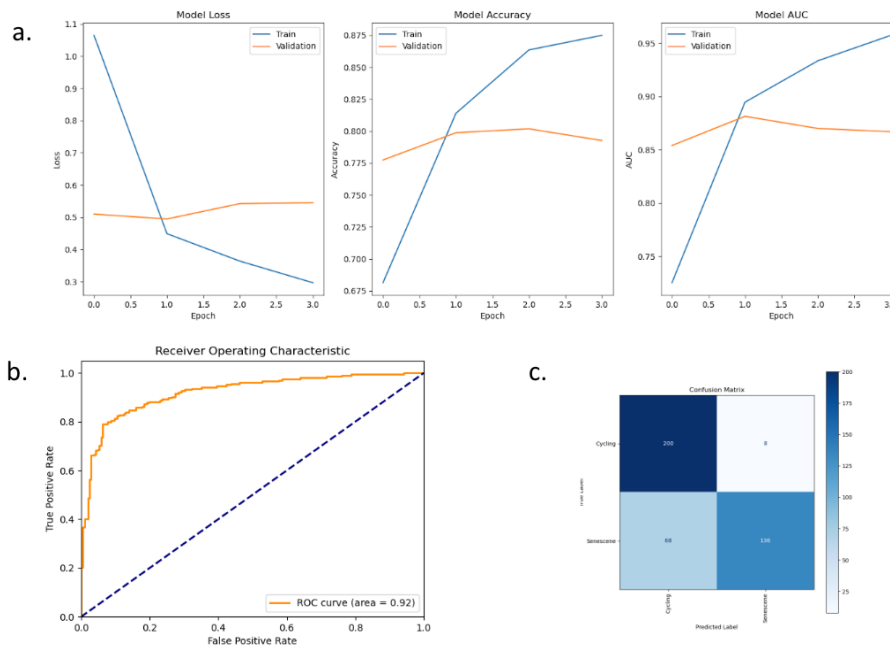 a.
Model Loss
Train
Validation
1.1
1.0
0.9
0.8
0.7
0.6
0.5
0.4
0.3
Loss
0.0 0.5 1.0 1.5 2.0 2.5 3.0
Epoch
Model Accuracy
Train
Validation
0.875
0.850
0.825
0.800
0.775
0.750
0.725
0.700
0.675
Accuracy
0.0 0.5 1.0 1.5 2.0 2.5 3.0
Epoch
Model AUC
Train
Validation
0.95
0.90
0.85
0.80
0.75
AUC
0.0 0.5 1.0 1.5 2.0 2.5 3.0
Epoch
b.
Receiver Operating Characteristic
1.0
0.8
0.6
0.4
0.2
0.0
True Positive Rate
ROC curve (area = 0.92)
0.0 0.2 0.4 0.6 0.8 1.0
False Positive Rate
c.
Confusion Matrix
Cycling
200 8
Senescene
88 136
Cycling
Senescene
Predicted Label
200
175
150
125
100
75
50
25